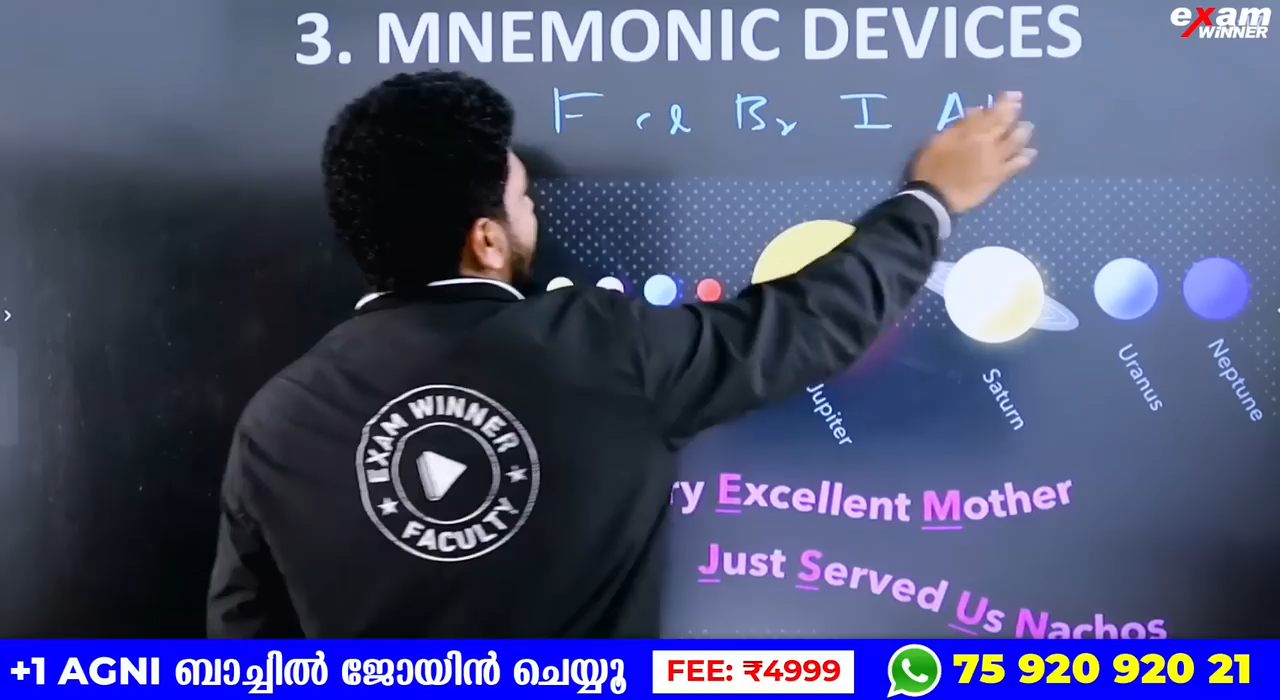 3. MNEMONIC DEVICES
exam
WINNER
F Cl Br I
Jupiter
Saturn
Uranus
Neptune
Excellent Mother
Just Served Us Nachos
EXAM WINNER
FACULTY
+1 AGNI ബാച്ചിൽ ജോയിൻ ചെയ്യൂ
FEE: ₹4999
75 920 920 21